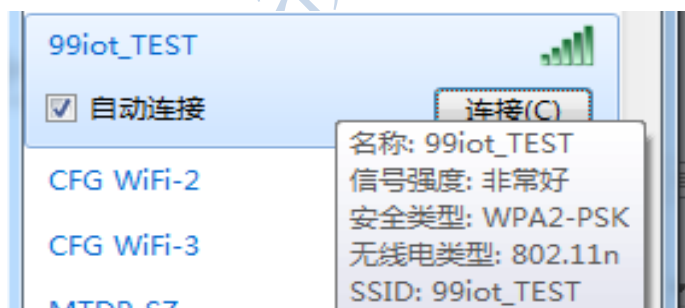 99iot_TEST
自动连接
连接(C)
名称: 99iot_TEST
CFG WiFi-2
信号强度: 非常好
安全类型: WPA2-PSK
CFG WiFi-3
无线电类型: 802.11n
SSID: 99iot_TEST